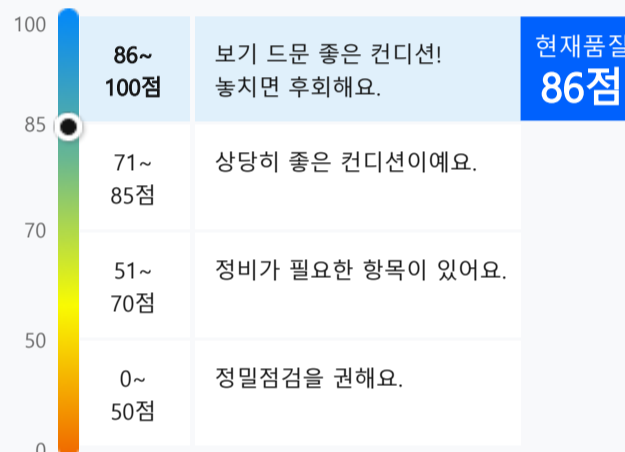 100
85
70
50
0
86~
100점
보기 드문 좋은 컨디션!
놓치면 후회해요.
현재품질
86점
71~
85점
상당히 좋은 컨디션이예요.
51~
70점
정비가 필요한 항목이 있어요.
0~
50점
정밀점검을 권해요.